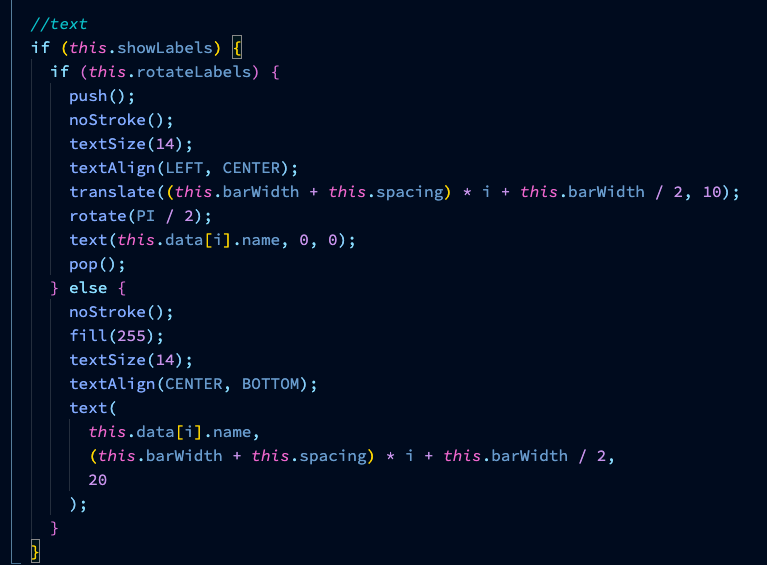 //text
if (this.showLabels) {
if (this.rotateLabels) {
push();
noStroke();
textSize(14);
textAlign(LEFT, CENTER);
translate((this.barWidth + this.spacing) * i + this.barWidth / 2, 10);
rotate(PI / 2);
text(this.data[i].name, 0, 0);
pop();
} else {
noStroke();
fill(255);
textSize(14);
textAlign(CENTER, BOTTOM);
text(
this.data[i].name,
(this.barWidth + this.spacing) * i + this.barWidth / 2,
20
);
}
}